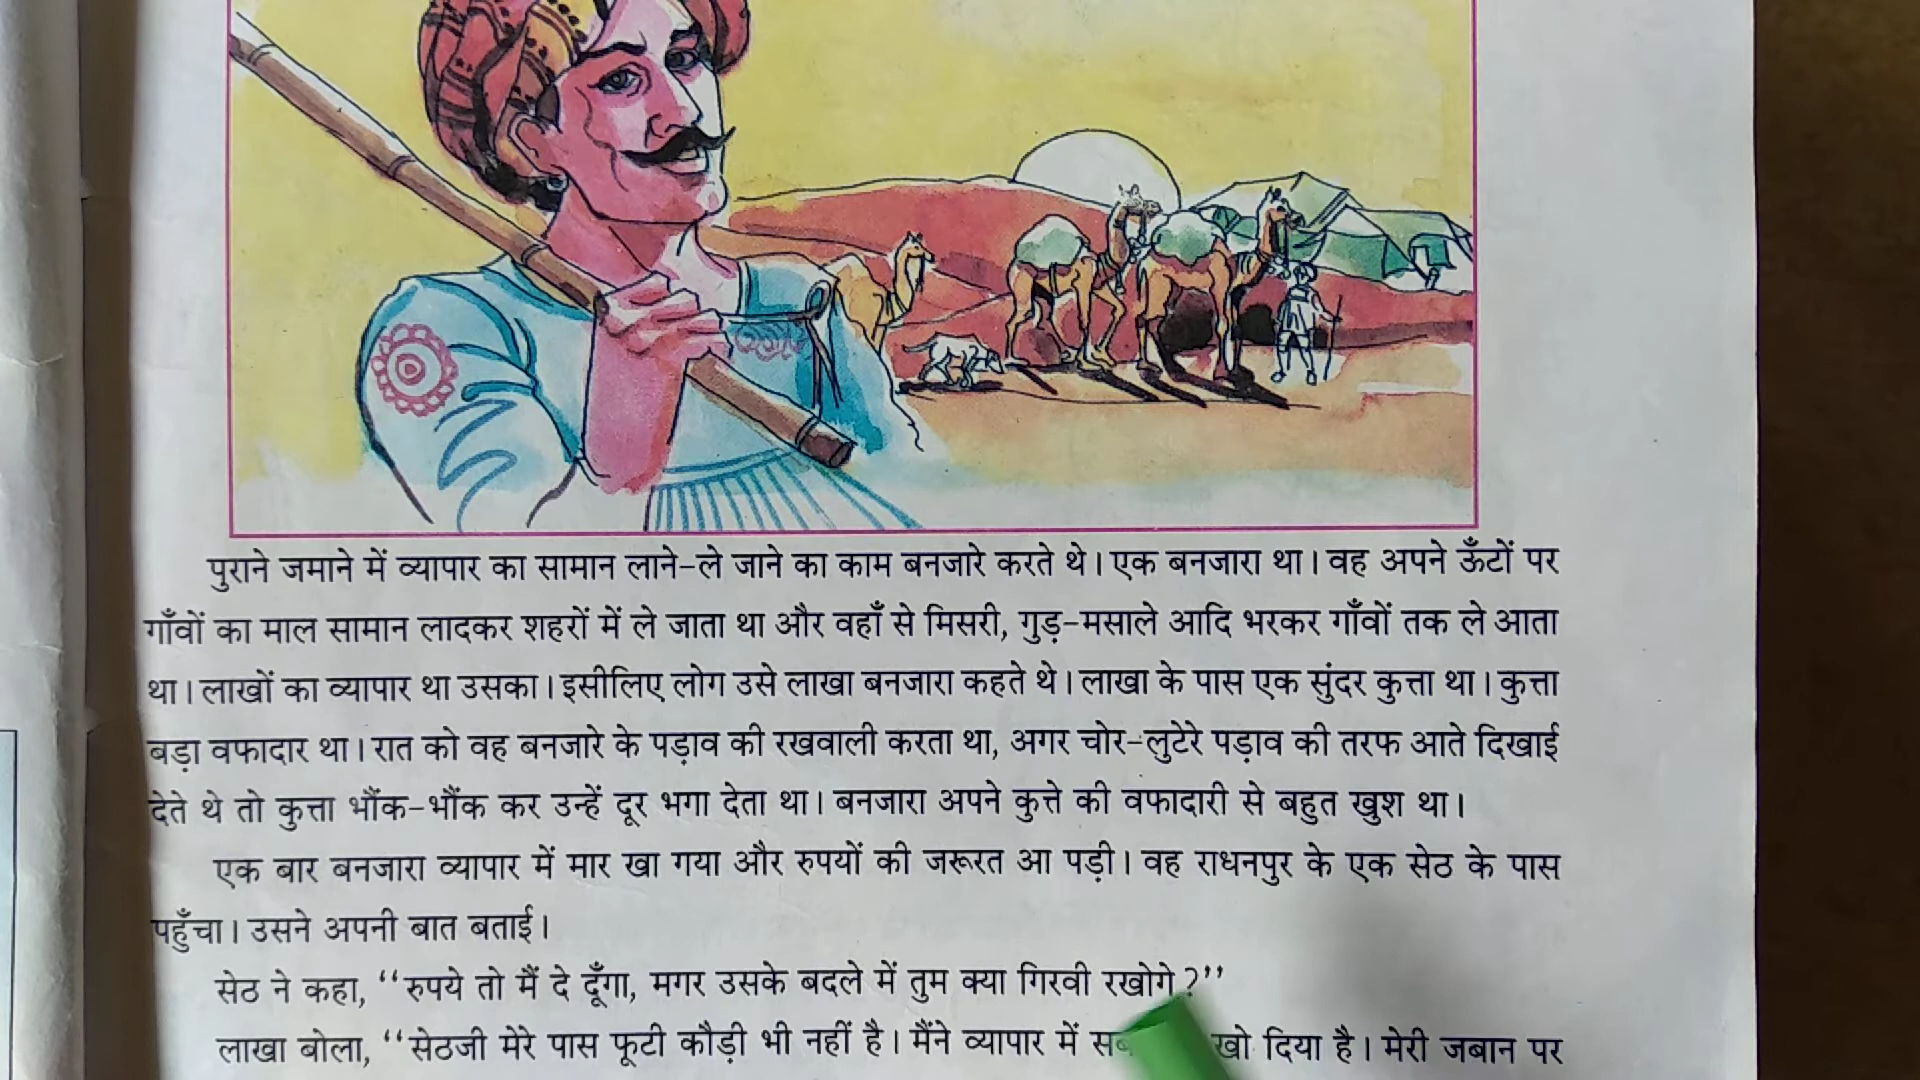 पुराने जमाने में व्यापार का सामान लाने-ले जाने का काम बनजारे करते थे। एक बनजारा था। वह अपने ऊँटों पर
गाँवों का माल सामान लादकर शहरों में ले जाता था और वहाँ से मिसरी, गुड़-मसाले आदि भरकर गाँवों तक ले आता
था। लाखों का व्यापार था उसका। इसीलिए लोग उसे लाखा बनजारा कहते थे। लाखा के पास एक सुंदर कुत्ता था। कुत्ता
बड़ा वफादार था। रात को वह बनजारे के पड़ाव की रखवाली करता था, अगर चोर-लुटेरे पड़ाव की तरफ आते दिखाई
देते थे तो कुत्ता भौंक-भौंक कर उन्हें दूर भगा देता था। बनजारा अपने कुत्ते की वफादारी से बहुत खुश था।
एक बार बनजारा व्यापार में मार खा गया और रुपयों की जरूरत आ पड़ी। वह राधनपुर के एक सेठ के पास
पहुँचा। उसने अपनी बात बताई।
सेठ ने कहा, ‘‘रुपये तो मैं दे दूँगा, मगर उसके बदले में तुम क्या गिरवी रखोगे?’’
लाखा बोला, ‘‘सेठजी मेरे पास फूटी कौड़ी भी नहीं है। मैंने व्यापार में खो दिया है। मेरी जबान पर